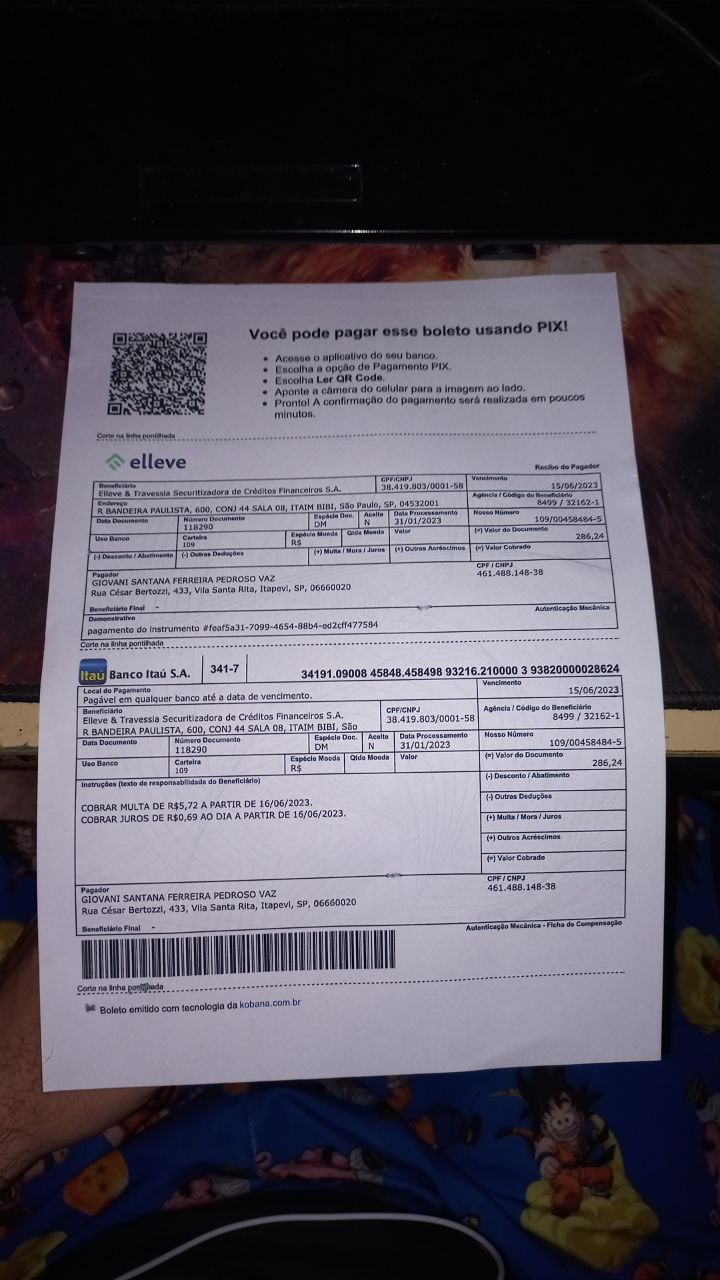 Você pode pagar esse boleto usando PIX!
• Acesse o aplicativo do seu banco.
• Escolha a opção de Pagamento PIX.
• Escolha Ler QR Code.
• Aponte a câmera do celular para a imagem ao lado.
• Pronto! A confirmação do pagamento será realizada em poucos
minutos.
Corte na linha pontilhada
elleve
Recibo do Pagador
Beneficiário CPF/CNPJ Vencimento
Elleve & Travessia Securitizadora de Créditos Financeiros S.A. 38.419.803/0001-58 15/06/2023
Endereço Agência / Código do Beneficiário
R BANDEIRA PAULISTA, 600, CONJ 44 SALA 08, ITAIM BIBI, São Paulo, SP, 04532001 8499 / 32162-1
Data Documento Número Documento Espécie Doc. Aceite Data Processamento Nosso Número
118290 DM N 31/01/2023 109/00458484-5
Uso Banco Carteira Espécie Moeda Qtde Moeda Valor (=) Valor do Documento
109 R$ 286,24
(-) Desconto / Abatimento (-) Outras Deduções (+) Multa / Mora / Juros (+) Outros Acréscimos (=) Valor Cobrado
Pagador CPF / CNPJ
GIOVANI SANTANA FERREIRA PEDROSO VAZ 461.488.148-38
Rua César Bertozzi, 433, Vila Santa Rita, Itapevi, SP, 06660020
Beneficiário Final - Autenticação Mecânica
Demonstrativo
pagamento do instrumento #feaf5a31-7099-4654-88b4-ed2cff477584
Corte na linha pontilhada
Itaú Banco Itaú S.A. 341-7 34191.09008 45848.458498 93216.210000 3 93820000028624
Local do Pagamento Vencimento
Pagável em qualquer banco até a data de vencimento. 15/06/2023
Beneficiário CPF/CNPJ Agência / Código do Beneficiário
Elleve & Travessia Securitizadora de Créditos Financeiros S.A. 38.419.803/0001-58 8499 / 32162-1
R BANDEIRA PAULISTA, 600, CONJ 44 SALA 08, ITAIM BIBI, São
Data Documento Número Documento Espécie Doc. Aceite Data Processamento Nosso Número
118290 DM N 31/01/2023 109/00458484-5
Uso Banco Carteira Espécie Moeda Qtde Moeda Valor (=) Valor do Documento
109 R$ 286,24
Instruções (texto de responsabilidade do Beneficiário) (-) Desconto / Abatimento
(-) Outras Deduções
COBRAR MULTA DE R$5,72 A PARTIR DE 16/06/2023.
COBRAR JUROS DE R$0,69 AO DIA A PARTIR DE 16/06/2023.
(+) Multa / Mora / Juros
(+) Outros Acréscimos
(=) Valor Cobrado
Pagador CPF / CNPJ
GIOVANI SANTANA FERREIRA PEDROSO VAZ 461.488.148-38
Rua César Bertozzi, 433, Vila Santa Rita, Itapevi, SP, 06660020
Beneficiário Final - Autenticação Mecânica - Ficha de Compensação
Corte na linha pontilhada
Boleto emitido com tecnologia da kobana.com.br